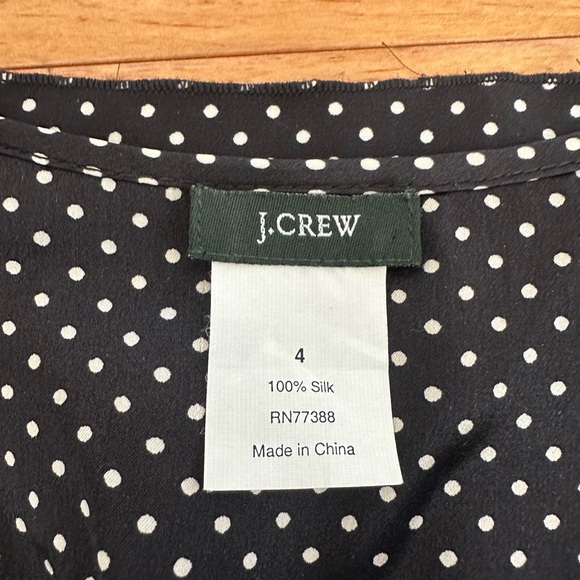 J.CREW
4
100% Silk
RN77388
Made in China